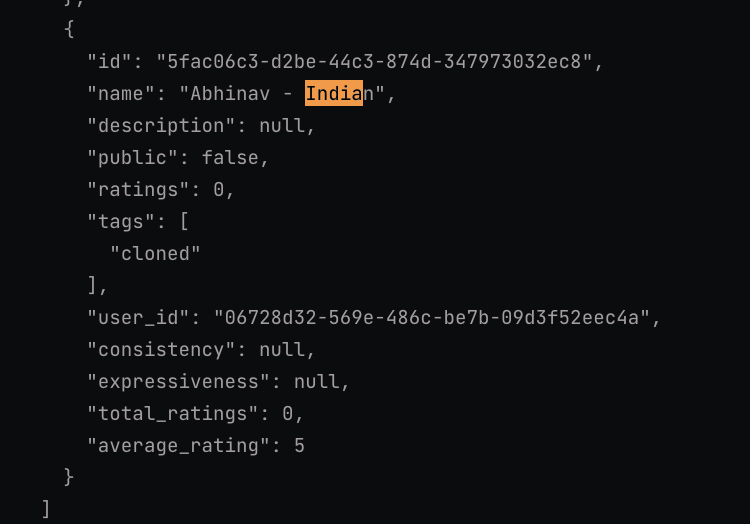 },
{
"id": "5fac06c3-d2be-44c3-874d-347973032ec8",
"name": "Abhinav - Indian",
"description": null,
"public": false,
"ratings": 0,
"tags": [
"cloned"
],
"user_id": "06728d32-569e-486c-be7b-09d3f52eec4a",
"consistency": null,
"expressiveness": null,
"total_ratings": 0,
"average_rating": 5
}
]